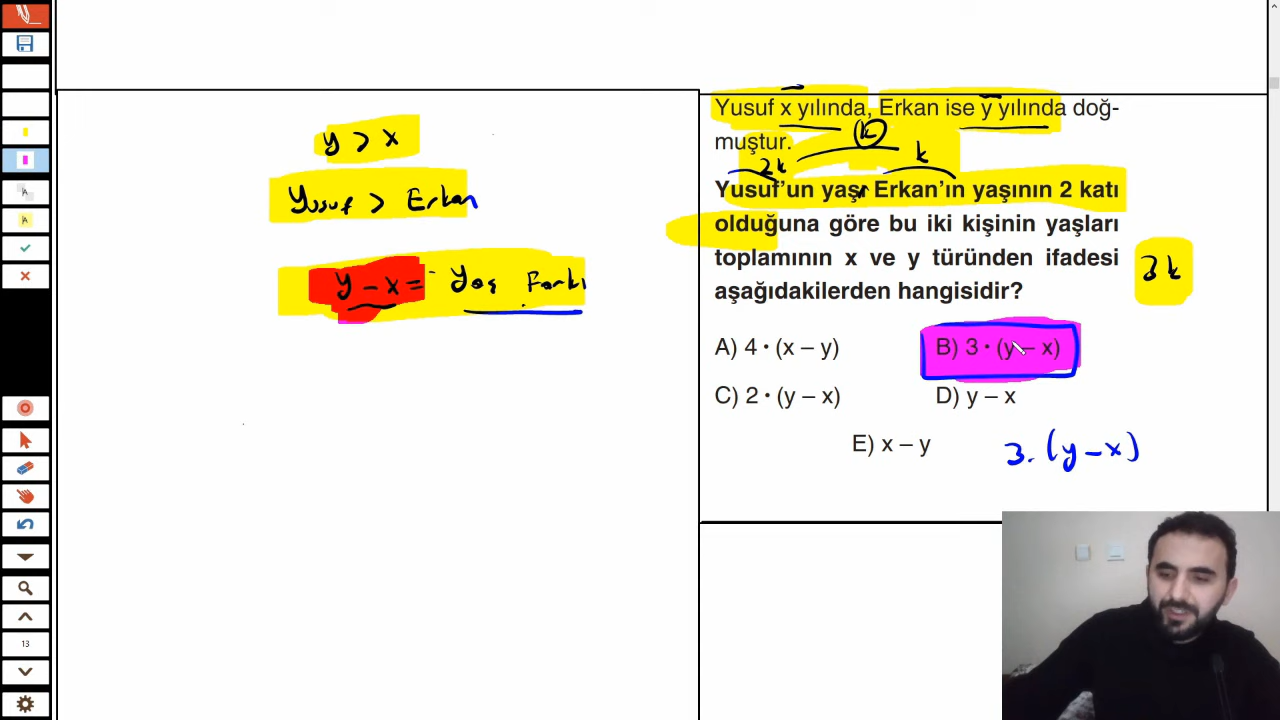 y > x
Yusuf > Erkan
y – x = yaş Farkı
Yusuf x yılında, Erkan ise y yılında doğ-
muştur.
k
k
2k
Yusuf'un yaşı Erkan'ın yaşının 2 katı
olduğuna göre bu iki kişinin yaşları
toplamının x ve y türünden ifadesi
aşağıdakilerden hangisidir?
3k
A) 4 • (x – y)
B) 3 • (y – x)
C) 2 • (y – x)
D) y – x
E) x – y
3. (y – x)
A
A
13